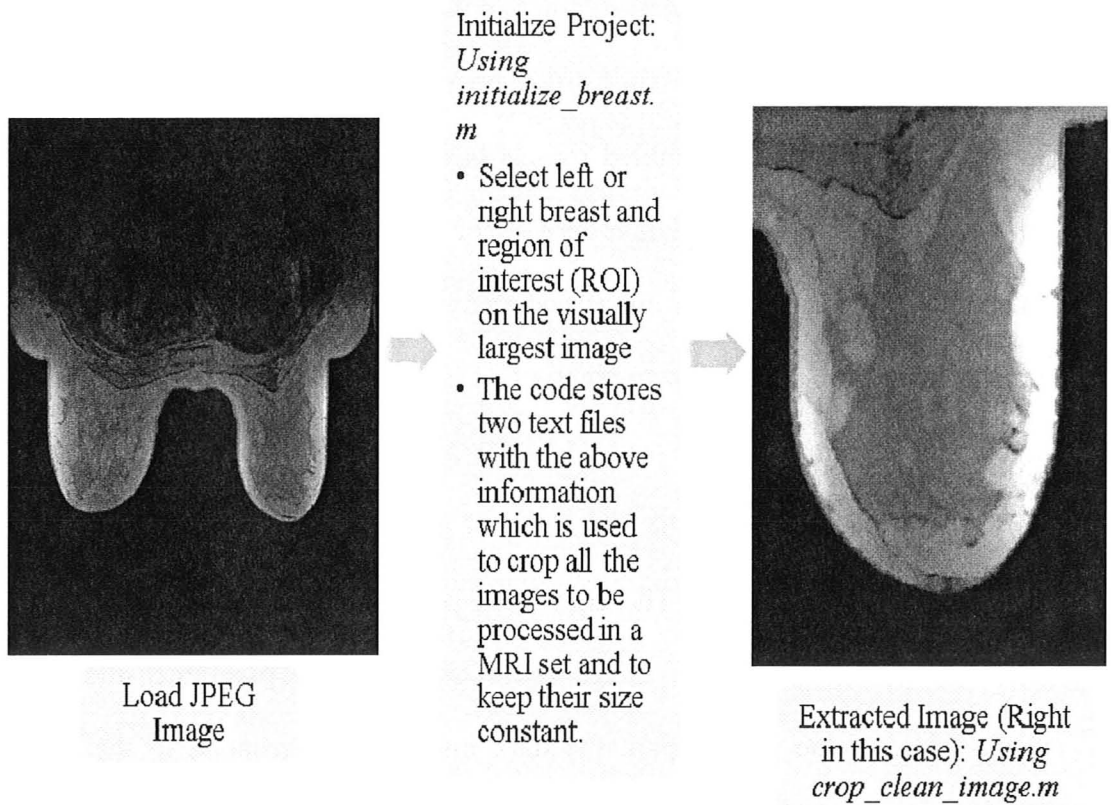 Initialize Project:
Using
initialize_breast.
m
• Select left or
right breast and
region of
interest (ROI)
on the visually
largest image
• The code stores
two text files
with the above
information
which is used
to crop all the
images to be
processed in a
MRI set and to
keep their size
constant.
Load JPEG
Image
Extracted Image (Right
in this case): Using
crop_clean_image.m